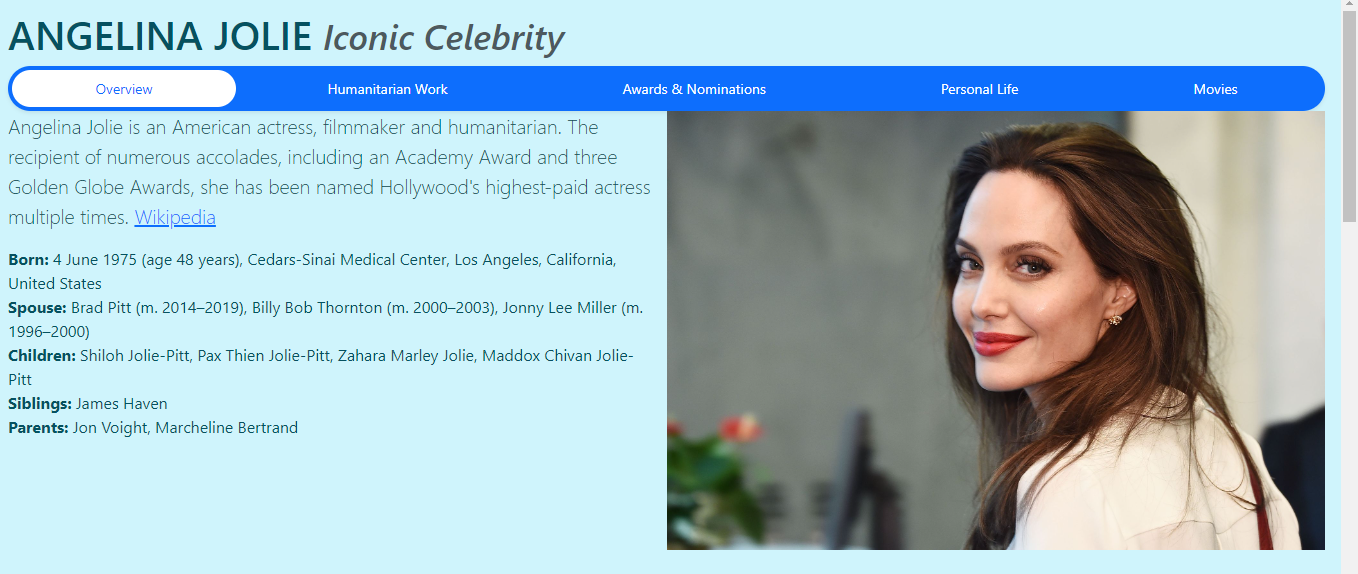 ANGELINA JOLIE Iconic Celebrity
Overview Humanitarian Work Awards & Nominations Personal Life Movies
Angelina Jolie is an American actress, filmmaker and humanitarian. The
recipient of numerous accolades, including an Academy Award and three
Golden Globe Awards, she has been named Hollywood's highest-paid actress
multiple times. Wikipedia
Born: 4 June 1975 (age 48 years), Cedars-Sinai Medical Center, Los Angeles, California,
United States
Spouse: Brad Pitt (m. 2014–2019), Billy Bob Thornton (m. 2000–2003), Jonny Lee Miller (m.
1996–2000)
Children: Shiloh Jolie-Pitt, Pax Thien Jolie-Pitt, Zahara Marley Jolie, Maddox Chivan Jolie-
Pitt
Siblings: James Haven
Parents: Jon Voight, Marcheline Bertrand